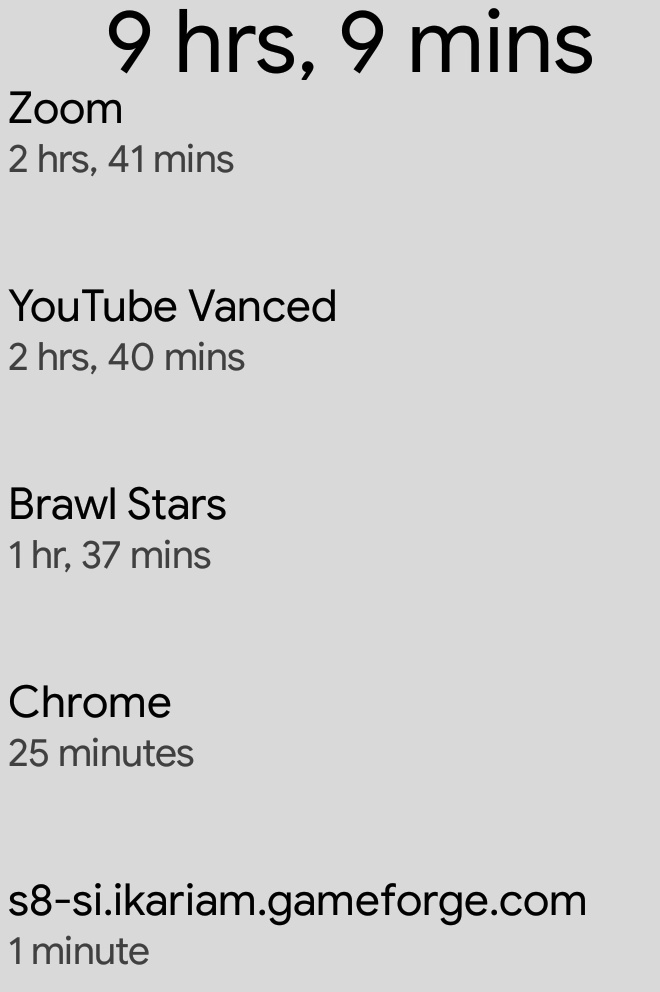 9 hrs, 9 mins
Zoom
2 hrs, 41 mins
YouTube Vanced
2 hrs, 40 mins
Brawl Stars
1 hr, 37 mins
Chrome
25 minutes
s8-si.ikariam.gameforge.com
1 minute